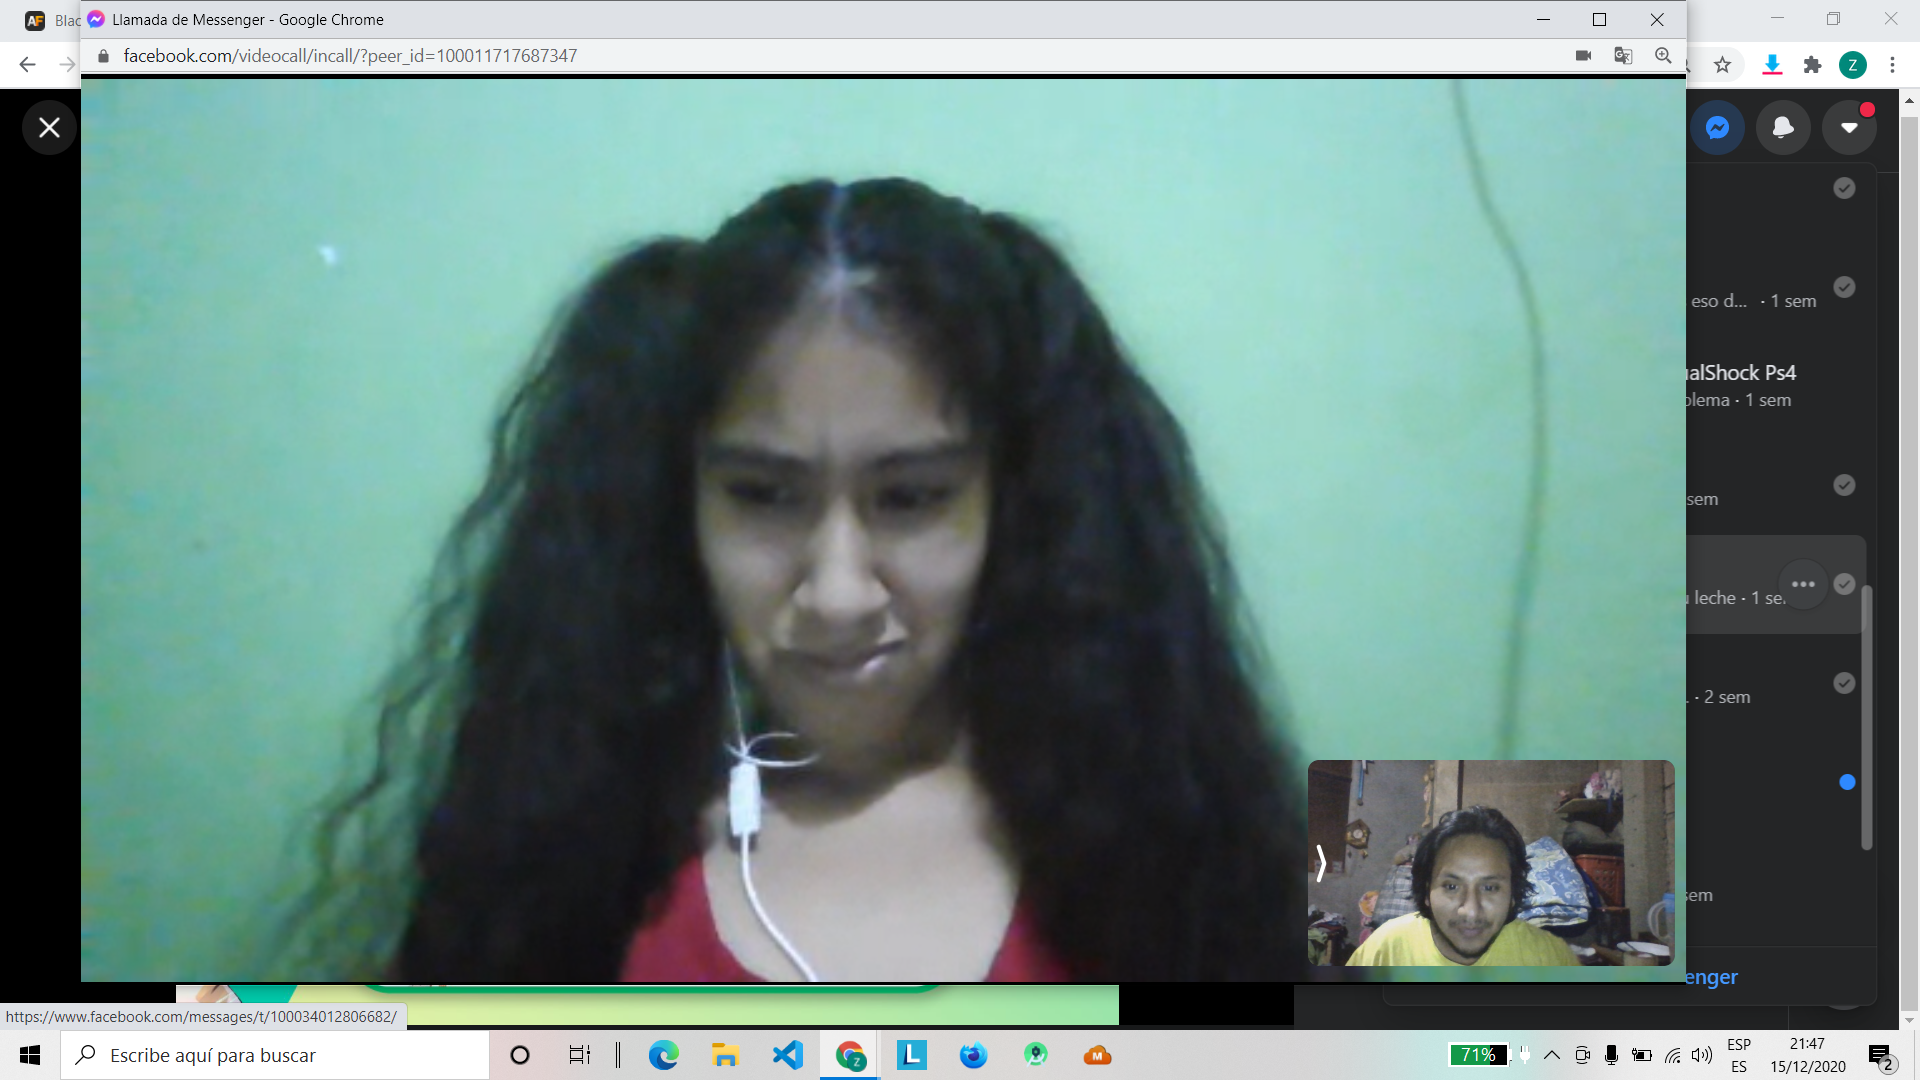 Blac
Llamada de Messenger - Google Chrome
facebook.com/videocall/incall/?peer_id=100011717687347
Z
eso d... · 1 sem
ualShock Ps4
blema · 1 sem
sem
u leche · 1 se
. · 2 sem
sem
enger
https://www.facebook.com/messages/t/100034012806682/
Escribe aquí para buscar
71%
ESP
ES
21:47
15/12/2020
2